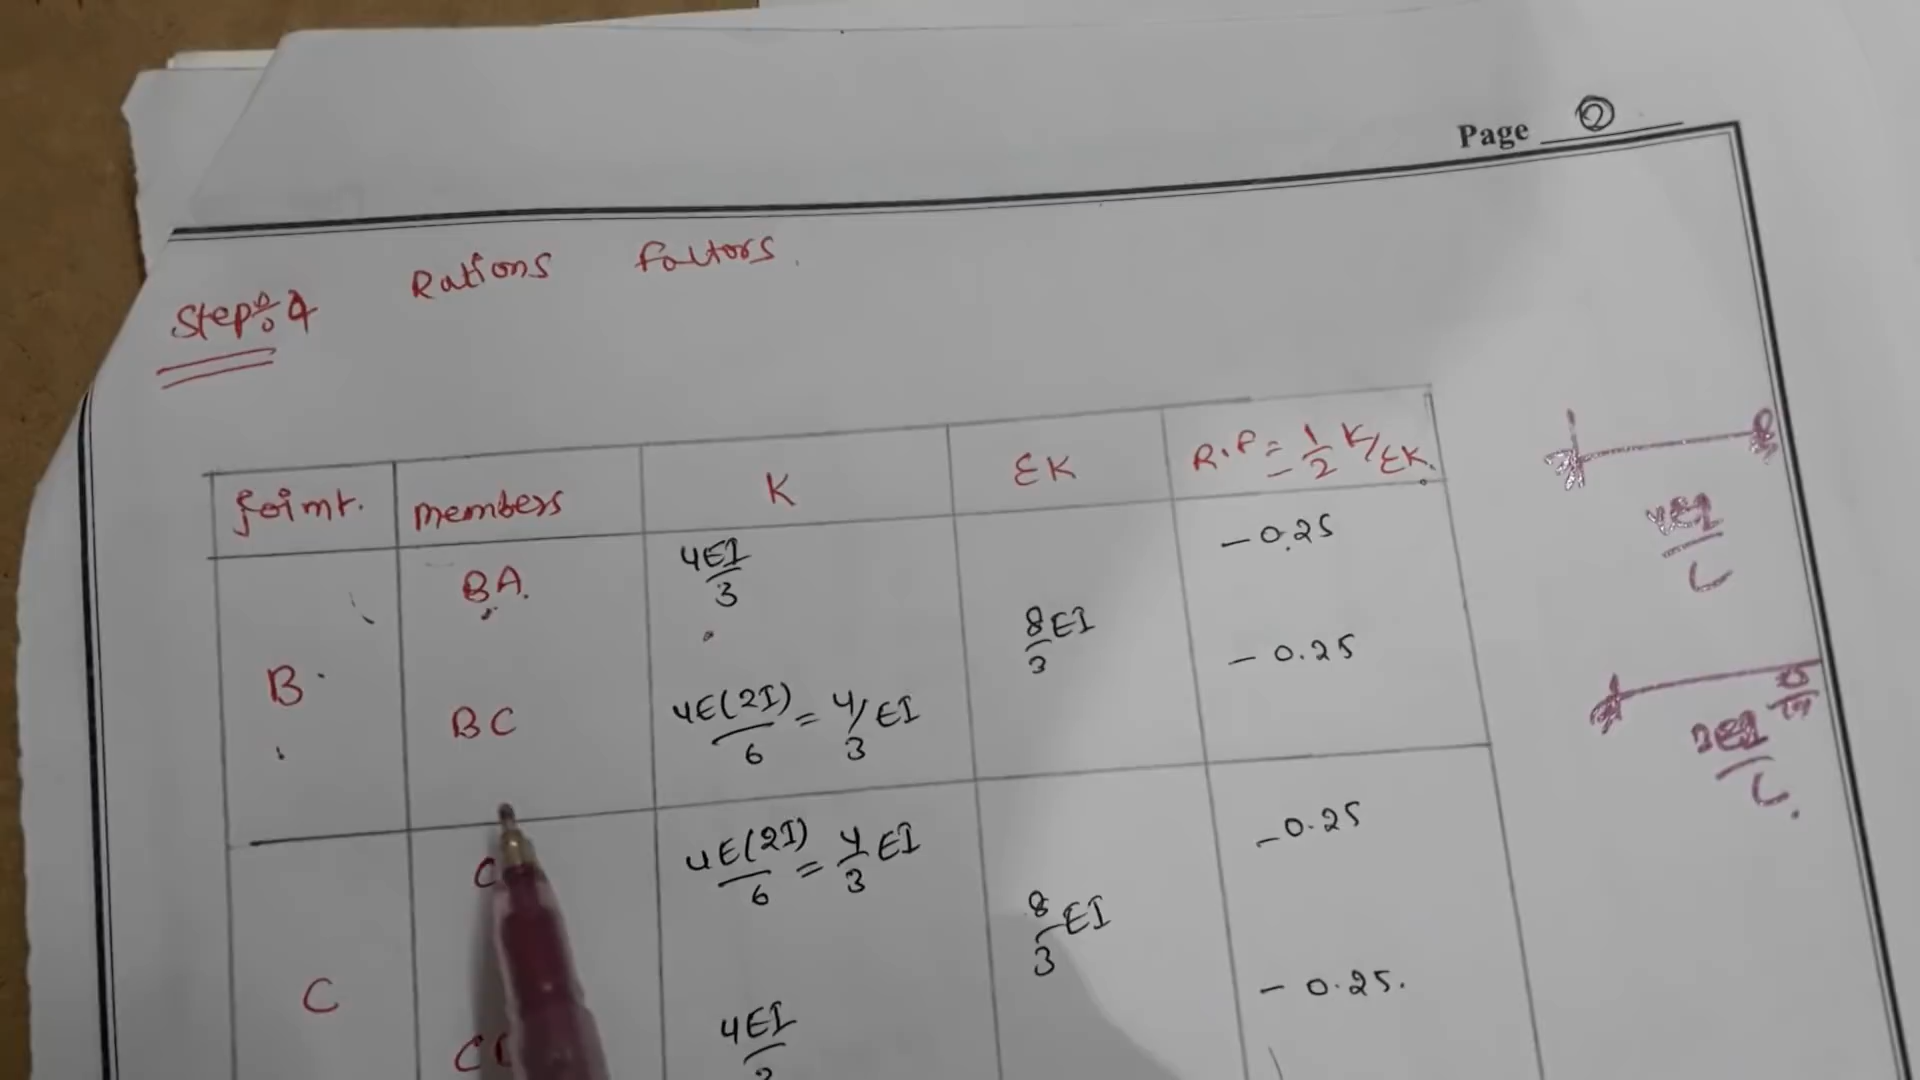 Page 2
Step: 4 Rations factors.
Joint. members K ΣK R.F = -1/2 K/ΣK.
B BA. 4EI/3 8/3 EI - 0.25
BC 4E(2I)/6 = 4/3 EI - 0.25
C 4E(2I)/6 = 4/3 EI 8/3 EI - 0.25
4EI - 0.25.
4EI/L
3EI/L.